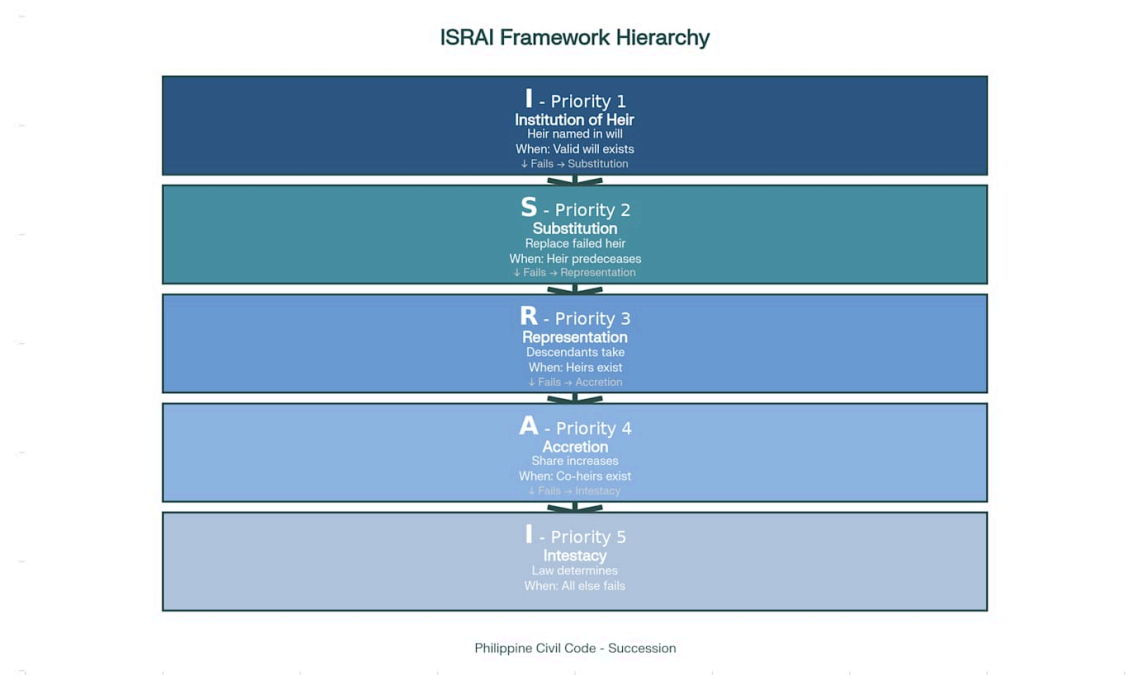 ISRAI Framework Hierarchy
I - Priority 1
Institution of Heir
Heir named in will
When: Valid will exists
↓ Fails → Substitution
S - Priority 2
Substitution
Replace failed heir
When: Heir predeceases
↓ Fails → Representation
R - Priority 3
Representation
Descendants take
When: Heirs exist
↓ Fails → Accretion
A - Priority 4
Accretion
Share increases
When: Co-heirs exist
↓ Fails → Intestacy
I - Priority 5
Intestacy
Law determines
When: All else fails
Philippine Civil Code - Succession